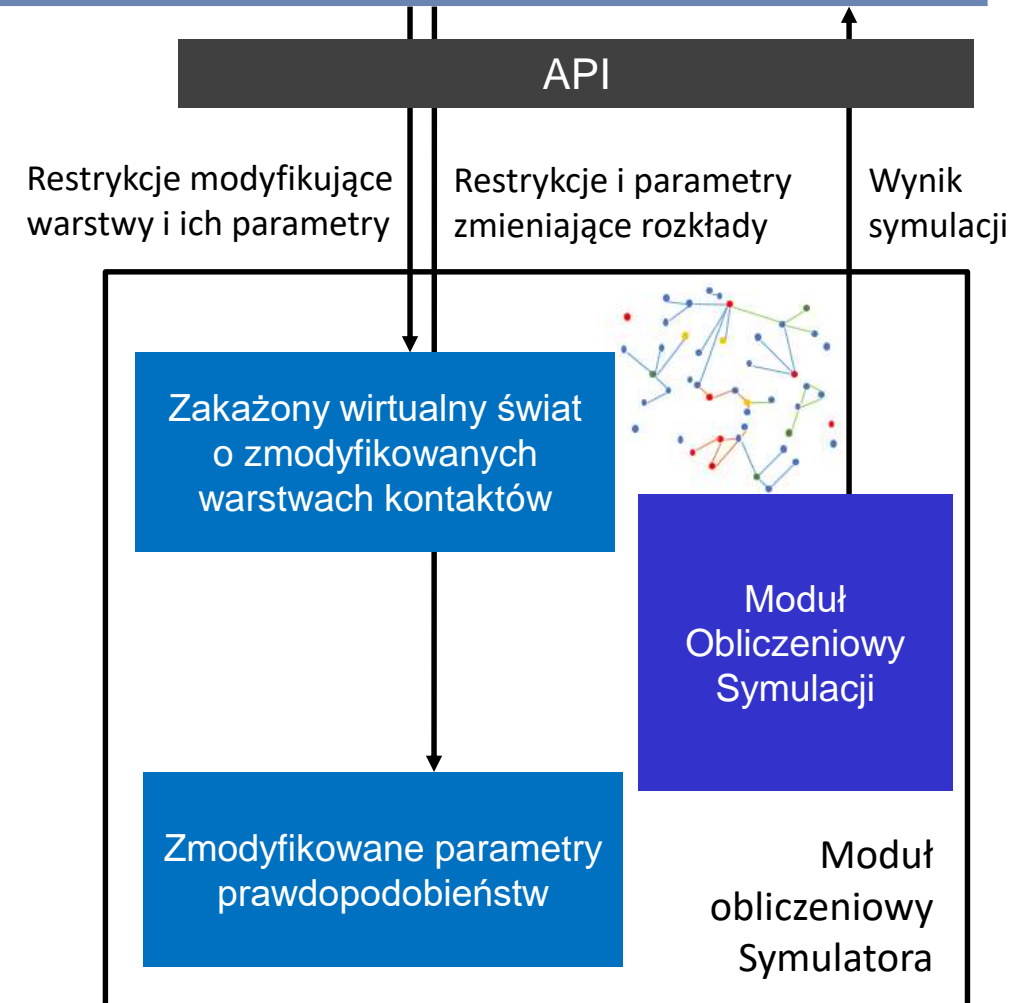 API
Restrykcje modyfikujące
warstwy i ich parametry
Restrykcje i parametry
zmieniające rozkłady
Wynik
symulacji
Zakażony wirtualny świat
o zmodyfikowanych
warstwach kontaktów
Moduł
Obliczeniowy
Symulacji
Zmodyfikowane parametry
prawdopodobieństw
Moduł
obliczeniowy
Symulatora